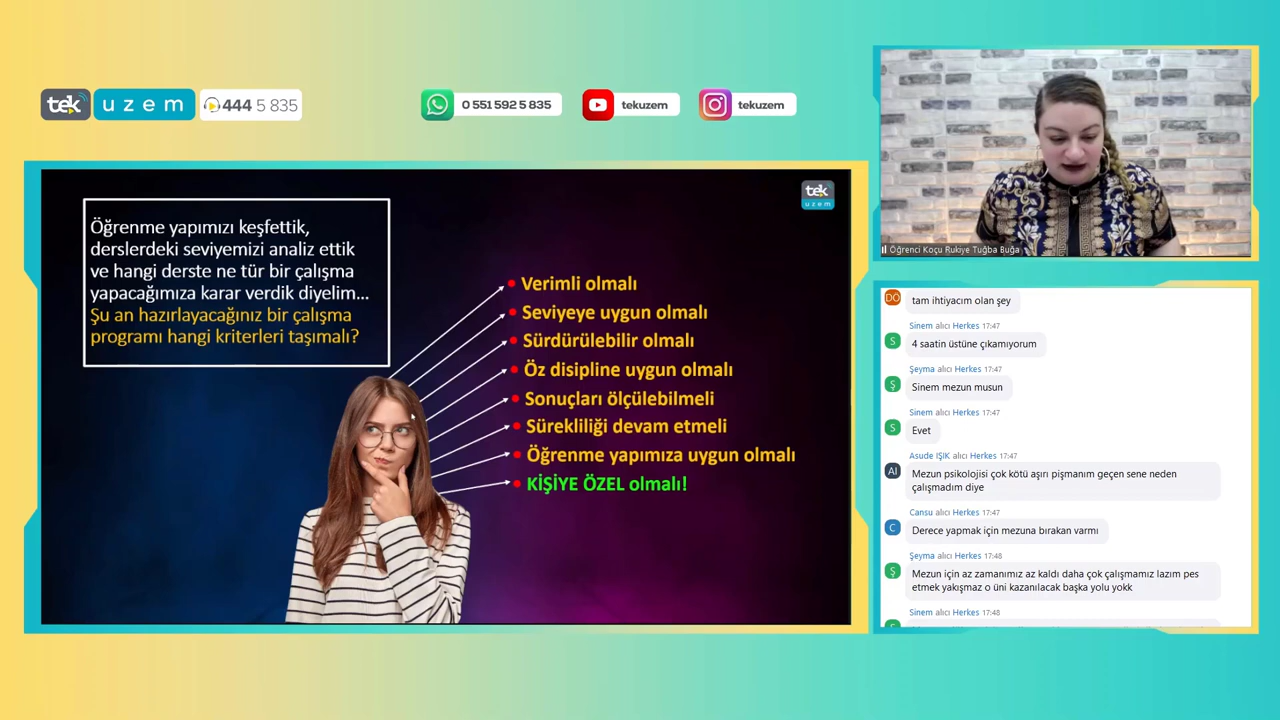 tek
uzem
444 5 835
0 551 592 5 835
tekuzem
tekuzem
tek
uzem
Öğrenme yapımızı keşfettik,
derslerdeki seviyemizi analiz ettik
ve hangi derste ne tür bir çalışma
yapacağımıza karar verdik diyelim...
Şu an hazırlayacağınız bir çalışma
programı hangi kriterleri taşımalı?
Verimli olmalı
Seviyeye uygun olmalı
Sürdürülebilir olmalı
Öz disipline uygun olmalı
Sonuçları ölçülebilmeli
Sürekliliği devam etmeli
Öğrenme yapımıza uygun olmalı
KİŞİYE ÖZEL olmalı!
Öğrenci Koçu Rukiye Tuğba Buğa
DÖ
tam ihtiyacım olan şey
Sinem alıcı Herkes 17:47
S
4 saatin üstüne çıkamıyorum
Şeyma alıcı Herkes 17:47
Ş
Sinem mezun musun
Sinem alıcı Herkes 17:47
S
Evet
Asude IŞIK alıcı Herkes 17:47
AI
Mezun psikolojisi çok kötü aşırı pişmanım geçen sene neden
çalışmadım diye
Cansu alıcı Herkes 17:47
C
Derece yapmak için mezuna bırakan varmı
Şeyma alıcı Herkes 17:48
Ş
Mezun için az zamanımız az kaldı daha çok çalışmamız lazım pes
etmek yakışmaz o üni kazanılacak başka yolu yokk
Sinem alıcı Herkes 17:48
S